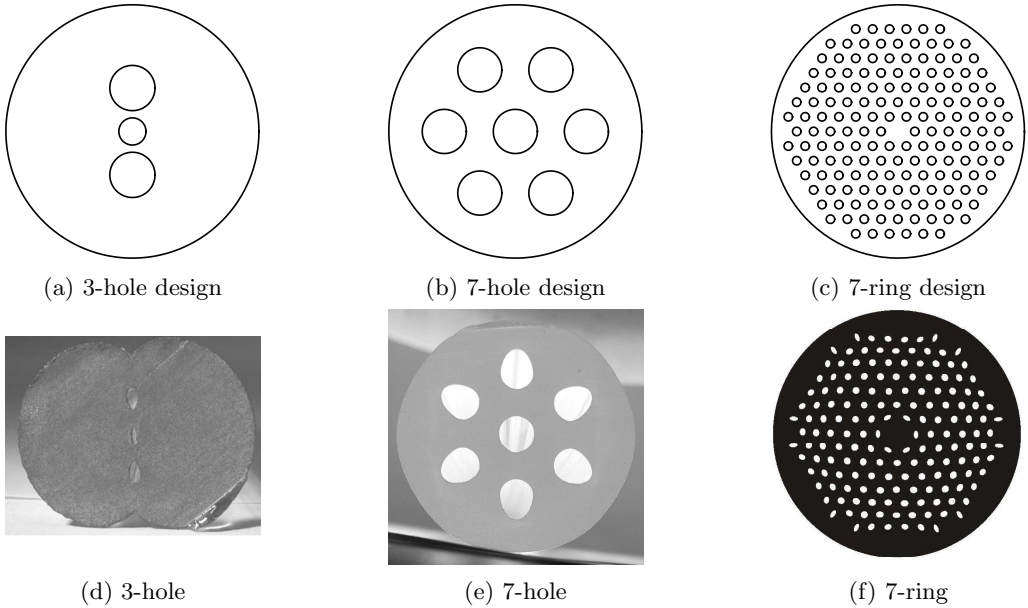 (a) 3-hole design
(b) 7-hole design
(c) 7-ring design
(d) 3-hole
(e) 7-hole
(f) 7-ring